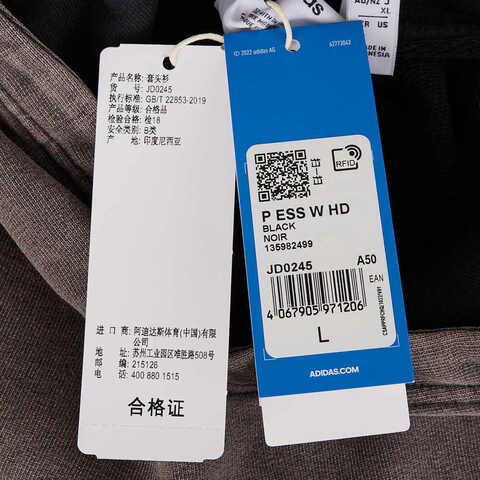 gs
XL
INDONESIA
产品名称: 套头衫
货 号: JD0245
执行标准: GB/T 22853-2019
产品等级: 合格品
检验合格: 检18
安全类别: B类
产 地: 印度尼西亚
进 口 商: 阿迪达斯体育(中国)有限
公司
地 址: 苏州工业园区唯胜路508号
邮 编: 215126
电 话: 400 880 1515
合格证
ID 2022 adidas AG
62773042
RFID
P ESS W HD
BLACK
NOIR
135982499
JD0245 A50
EAN
4 067905 971206
L
ADIDAS.COM